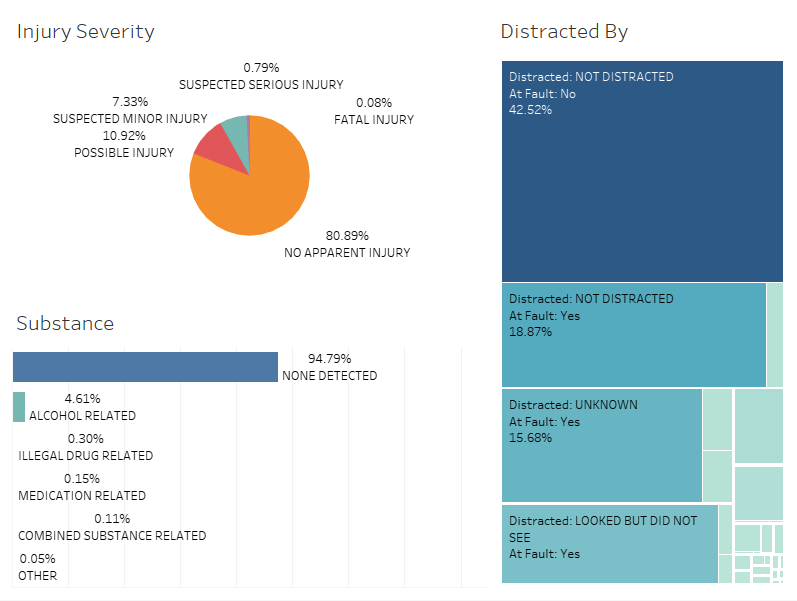 Injury Severity
0.79%
SUSPECTED SERIOUS INJURY
7.33%
SUSPECTED MINOR INJURY
0.08%
FATAL INJURY
10.92%
POSSIBLE INJURY
80.89%
NO APPARENT INJURY
Substance
94.79%
NONE DETECTED
4.61%
ALCOHOL RELATED
0.30%
ILLEGAL DRUG RELATED
0.15%
MEDICATION RELATED
0.11%
COMBINED SUBSTANCE RELATED
0.05%
OTHER
Distracted By
Distracted: NOT DISTRACTED
At Fault: No
42.52%
Distracted: NOT DISTRACTED
At Fault: Yes
18.87%
Distracted: UNKNOWN
At Fault: Yes
15.68%
Distracted: LOOKED BUT DID NOT
SEE
At Fault: Yes